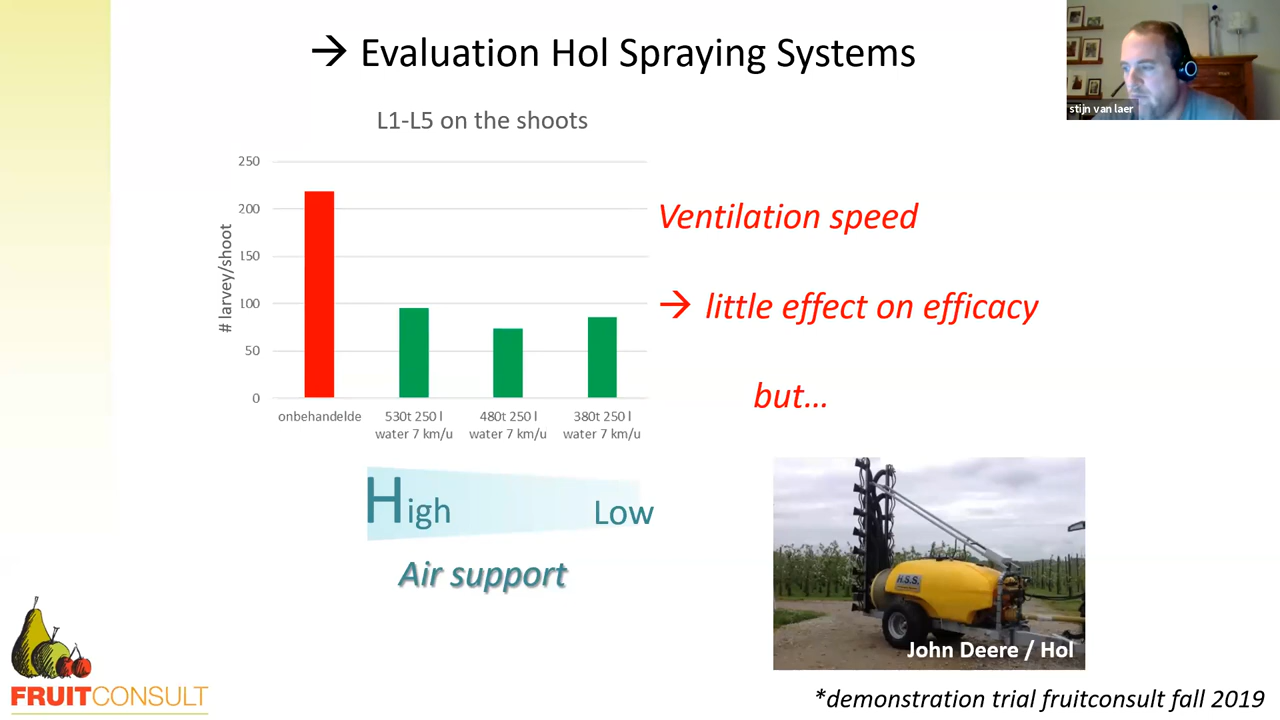 → Evaluation Hol Spraying Systems
stijn van laer
L1-L5 on the shoots
# larvey/shoot
250
200
150
100
50
0
onbehandelde
530t 250 l
water 7 km/u
480t 250 l
water 7 km/u
380t 250 l
water 7 km/u
High
Low
Air support
Ventilation speed
→ little effect on efficacy
but...
H.S.S.
John Deere / Hol
FRUITCONSULT
*demonstration trial fruitconsult fall 2019